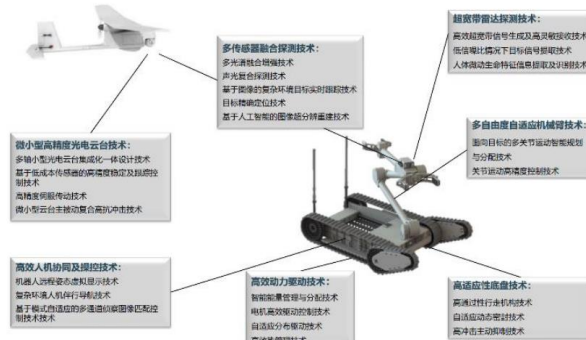 超宽带雷达探测技术：
高效超宽带信号生成及高灵敏接收技术
低信噪比情况下目标信号提取技术
人体微动生命特征信息提取及识别技术
多传感器融合探测技术：
多光谱融合增强技术
声光复合探测技术
基于图像的复杂环境目标实时跟踪技术
目标精确定位技术
基于人工智能的图像超分辨重建技术
多自由度自适应机械臂技术：
面向目标的多关节运动智能规划
与分配技术
关节运动高精度控制技术
微小型高精度光电云台技术：
多轴小型光电云台集成化一体设计技术
基于低成本传感器的高精度稳定及跟踪控
制技术
高精度伺服传动技术
微小型云台主被动复合高抗冲击技术
高效人机协同及操控技术：
机器人远程姿态虚拟显示技术
复杂环境人机伴行导航技术
基于模式自适应的多通道侦察图像匹配控
制技术技术
高效动力驱动技术：
智能能量管理与分配技术
电机高效驱动控制技术
自适应分布驱动技术
高适应性底盘技术：
高通过性行走机构技术
自适应动态密封技术
高冲击主动抑制技术